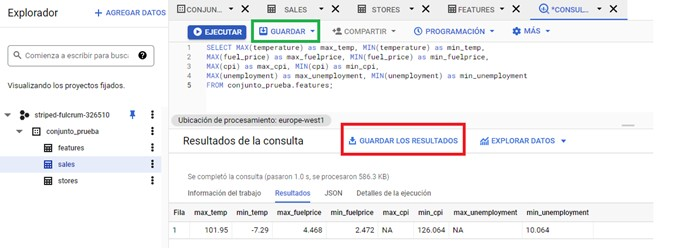 Explorador
+ AGREGAR DATOS
Comienza a escribir para busc
Visualizando los proyectos fijados.
striped-fulcrum-326510
conjunto_prueba
features
sales
stores
CONJUN... SALES STORES FEATURES *CONSUL...
EJECUTAR GUARDAR COMPARTIR PROGRAMACIÓN MÁS
1 SELECT MAX(temperature) as max_temp, MIN(temperature) as min_temp,
2 MAX(fuel_price) as max_fuelprice, MIN(fuel_price) as min_fuelprice,
3 MAX(cpi) as max_cpi, MIN(cpi) as min_cpi,
4 MAX(unemployment) as max_unemployment, MIN(unemployment) as min_unemployment
5 FROM conjunto_prueba.features;
Ubicación de procesamiento: europe-west1
Resultados de la consulta GUARDAR LOS RESULTADOS EXPLORAR DATOS
Se completó la consulta (pasaron 1.0 s, se procesaron 586.3 KB)
Información del trabajo Resultados JSON Detalles de la ejecución
Fila max_temp min_temp max_fuelprice min_fuelprice max_cpi min_cpi max_unemployment min_unemployment
1 101.95 -7.29 4.468 2.472 NA 126.064 NA 10.064